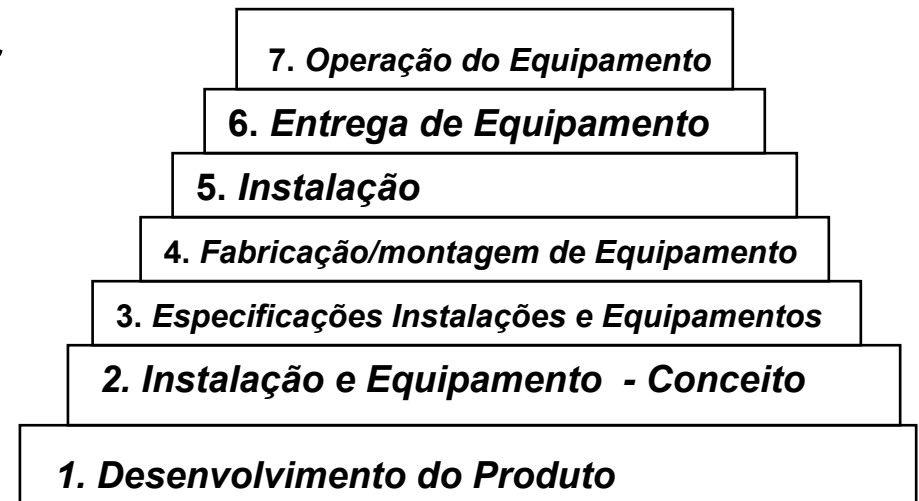 7. Operação do Equipamento
6. Entrega de Equipamento
5. Instalação
4. Fabricação/montagem de Equipamento
3. Especificações Instalações e Equipamentos
2. Instalação e Equipamento - Conceito
1. Desenvolvimento do Produto